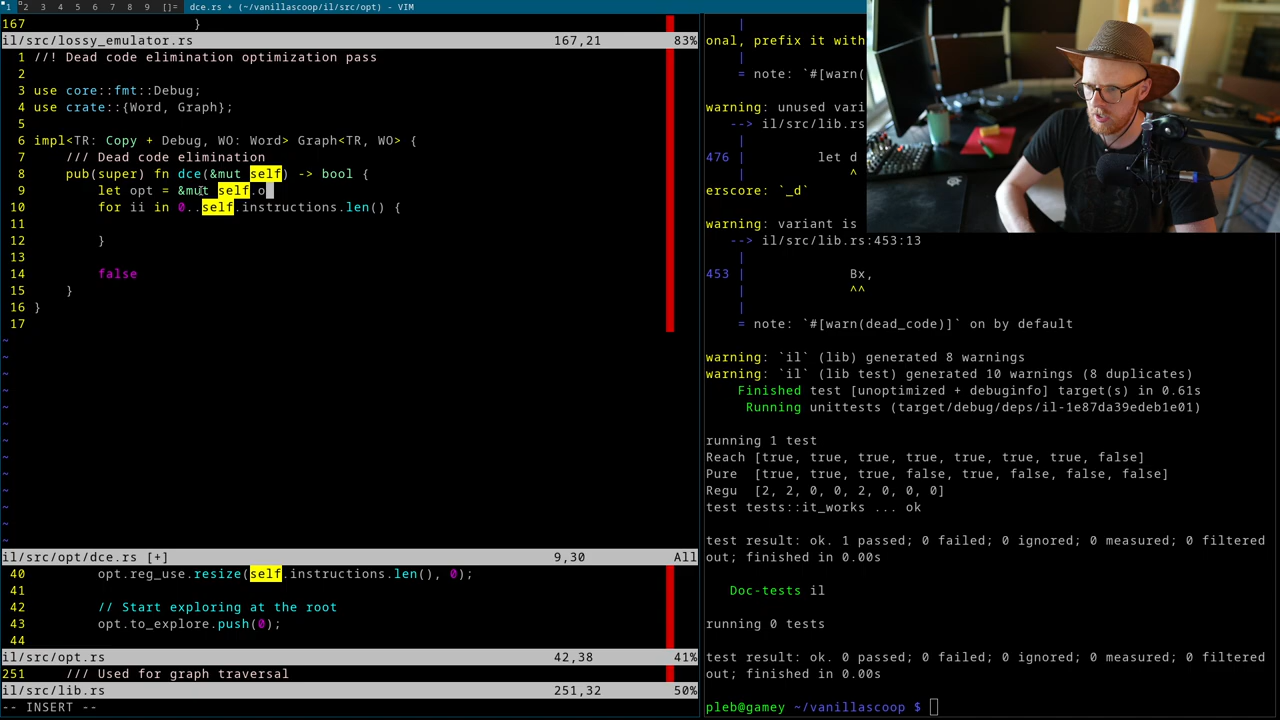 1 2 3 4 5 6 7 8 9 []= dce.rs + (~/vanillascoop/il/src/opt) - VIM
167                     }
il/src/lossy_emulator.rs 167,21 83%
1 //! Dead code elimination optimization pass
2
3 use core::fmt::Debug;
4 use crate::{Word, Graph};
5
6 impl<TR: Copy + Debug, WO: Word> Graph<TR, WO> {
7     /// Dead code elimination
8     pub(super) fn dce(&mut self) -> bool {
9         let opt = &mut self.o
10         for ii in 0..self.instructions.len() {
11
12         }
13
14         false
15     }
16 }
17
~
~
~
~
~
~
~
~
~
~
~
~
~
il/src/opt/dce.rs [+] 9,30 All
40         opt.reg_use.resize(self.instructions.len(), 0);
41
42         // Start exploring at the root
43         opt.to_explore.push(0);
44
il/src/opt.rs 42,38 41%
251     /// Used for graph traversal
il/src/lib.rs 251,32 50%
-- INSERT --
|
onal, prefix it with
|
= note: `#[warn(
warning: unused vari
--> il/src/lib.rs
|
476 |         let d
|             ^
erscore: `_d`
warning: variant is
--> il/src/lib.rs:453:13
|
453 |             Bx,
|             ^^
|
= note: `#[warn(dead_code)]` on by default
warning: `il` (lib) generated 8 warnings
warning: `il` (lib test) generated 10 warnings (8 duplicates)
Finished test [unoptimized + debuginfo] target(s) in 0.61s
Running unittests (target/debug/deps/il-1e87da39edeb1e01)
running 1 test
Reach [true, true, true, true, true, true, true, false]
Pure  [true, true, true, false, true, false, false, false]
Regu  [2, 2, 0, 0, 2, 0, 0, 0]
test tests::it_works ... ok
test result: ok. 1 passed; 0 failed; 0 ignored; 0 measured; 0 filtered
out; finished in 0.00s
Doc-tests il
running 0 tests
test result: ok. 0 passed; 0 failed; 0 ignored; 0 measured; 0 filtered
out; finished in 0.00s
pleb@gamey ~/vanillascoop $